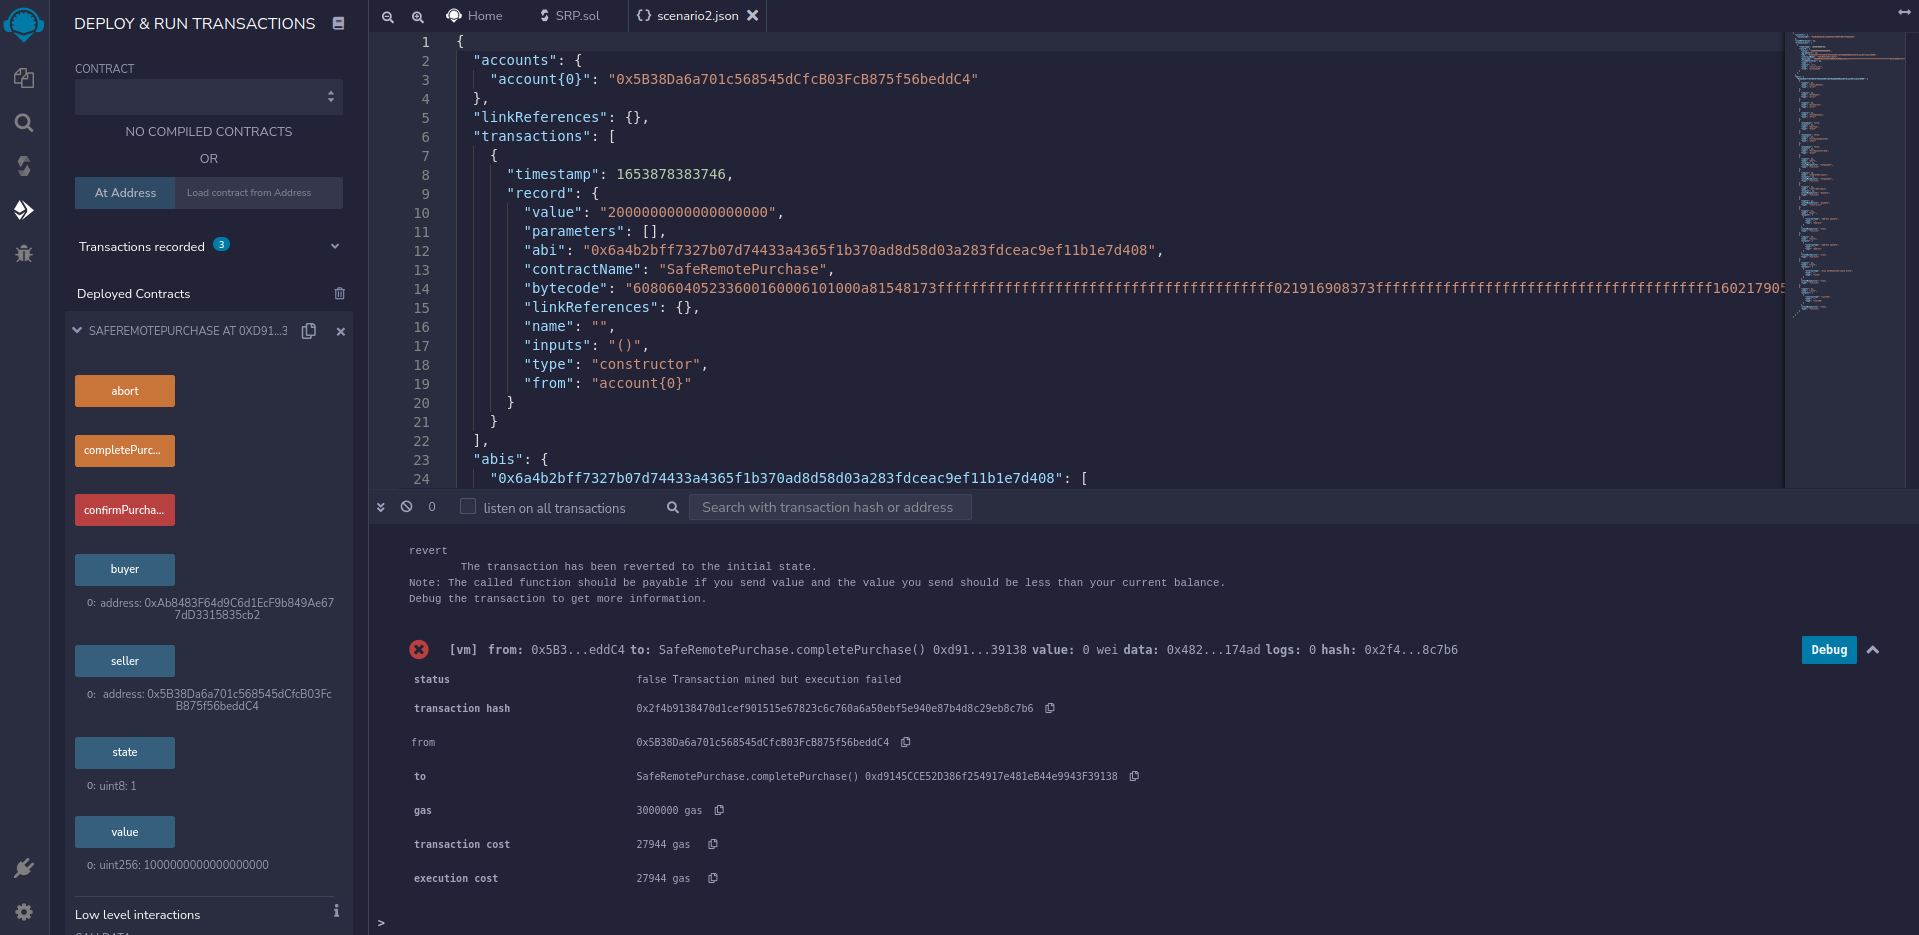 DEPLOY & RUN TRANSACTIONS
CONTRACT
NO COMPILED CONTRACTS
OR
At Address
Load contract from Address
Transactions recorded 3
Deployed Contracts
SAFEREMOTEPURCHASE AT 0XD91...3
abort
completePurc...
confirmPurcha...
buyer
0: address: 0xAb8483F64d9C6d1EcF9b849Ae67
7dD3315835cb2
seller
0: address: 0x5B38Da6a701c568545dCfcB03Fc
B875f56beddC4
state
0: uint8: 1
value
0: uint256: 1000000000000000000
Low level interactions
i
CALLDATA
Home
SRP.sol
{} scenario2.json
1 {
2 "accounts": {
3 "account{0}": "0x5B38Da6a701c568545dCfcB03FcB875f56beddC4"
4 },
5 "linkReferences": {},
6 "transactions": [
7 {
8 "timestamp": 1653878383746,
9 "record": {
10 "value": "2000000000000000000",
11 "parameters": [],
12 "abi": "0x6a4b2bff7327b07d74433a4365f1b370ad8d58d03a283fdceac9ef11b1e7d408",
13 "contractName": "SafeRemotePurchase",
14 "bytecode": "6080604052336001600061010​00a81548173ffffffffffffffffffffffffffffffffffffffff021916908373ffffffffffffffffffffffffffffffffffffffff160217905
15 "linkReferences": {},
16 "name": "",
17 "inputs": "()",
18 "type": "constructor",
19 "from": "account{0}"
20 }
21 }
22 ],
23 "abis": {
24 "0x6a4b2bff7327b07d74433a4365f1b370ad8d58d03a283fdceac9ef11b1e7d408": [
0
listen on all transactions
Search with transaction hash or address
revert
The transaction has been reverted to the initial state.
Note: The called function should be payable if you send value and the value you send should be less than your current balance.
Debug the transaction to get more information.
[vm] from: 0x5B3...eddC4 to: SafeRemotePurchase.completePurchase() 0xd91...39138 value: 0 wei data: 0x482...174ad logs: 0 hash: 0x2f4...8c7b6
Debug
status false Transaction mined but execution failed
transaction hash 0x2f4b9138470d1cef901515e67823c6c760a6a50ebf5e940e87b4d8c29eb8c7b6
from 0x5B38Da6a701c568545dCfcB03FcB875f56beddC4
to SafeRemotePurchase.completePurchase() 0xd9145CCE52D386f254917e481eB44e9943F39138
gas 3000000 gas
transaction cost 27944 gas
execution cost 27944 gas
>